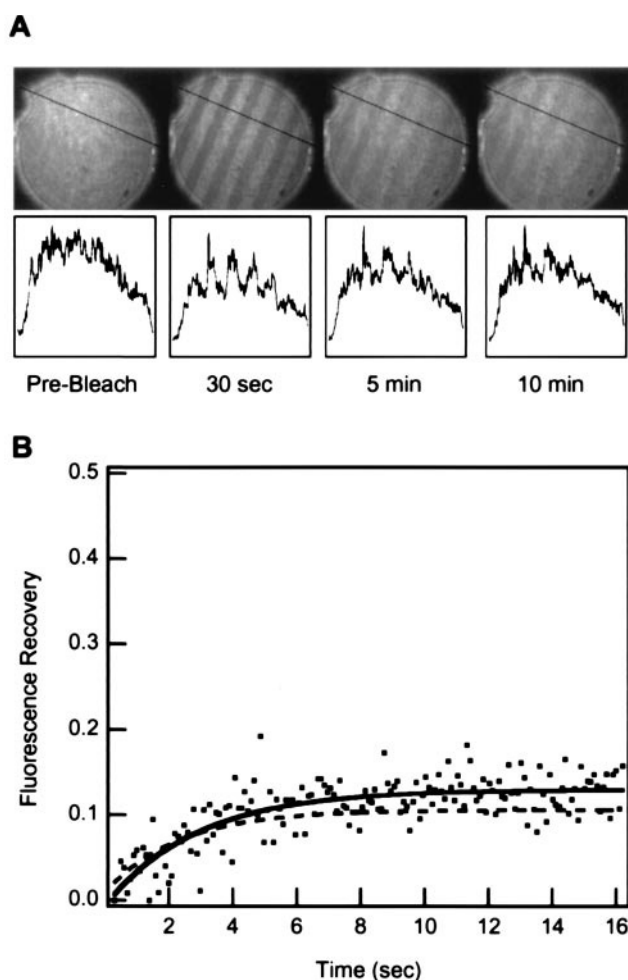 A
Pre-Bleach 30 sec 5 min 10 min
B
0.5
0.4
0.3
0.2
0.1
0.0
Fluorescence Recovery
2 4 6 8 10 12 14 16
Time (sec)